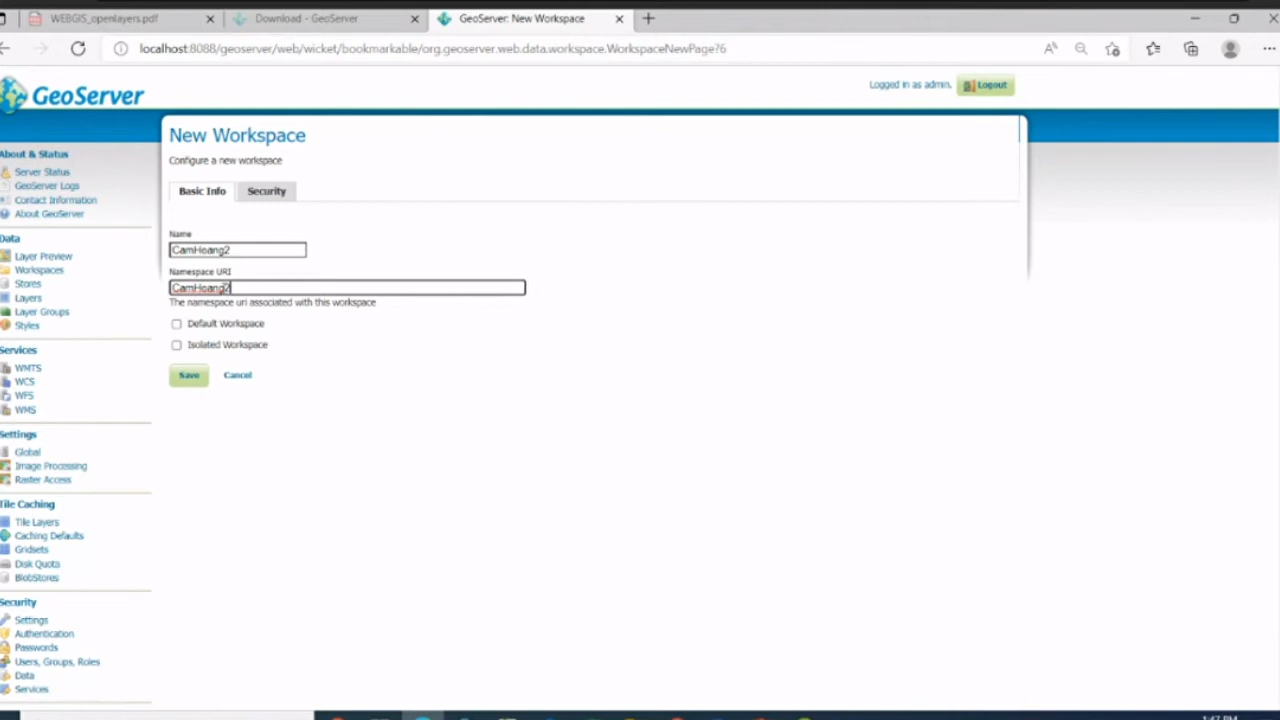 WEBGIS_openlayers.pdf
Download - GeoServer
GeoServer: New Workspace
localhost:8088/geoserver/web/wicket/bookmarkable/org.geoserver.web.data.workspace.WorkspaceNewPage?6
GeoServer
Logged in as admin.
Logout
About & Status
Server Status
GeoServer Logs
Contact Information
About GeoServer
Data
Layer Preview
Workspaces
Stores
Layers
Layer Groups
Styles
Services
WMTS
WCS
WFS
WMS
Settings
Global
Image Processing
Raster Access
Tile Caching
Tile Layers
Caching Defaults
Gridsets
Disk Quota
BlobStores
Security
Settings
Authentication
Passwords
Users, Groups, Roles
Data
Services
New Workspace
Configure a new workspace
Basic Info
Security
Name
CamHoang2
Namespace URI
CamHoang2
The namespace uri associated with this workspace
Default Workspace
Isolated Workspace
Save
Cancel
1:47 PM